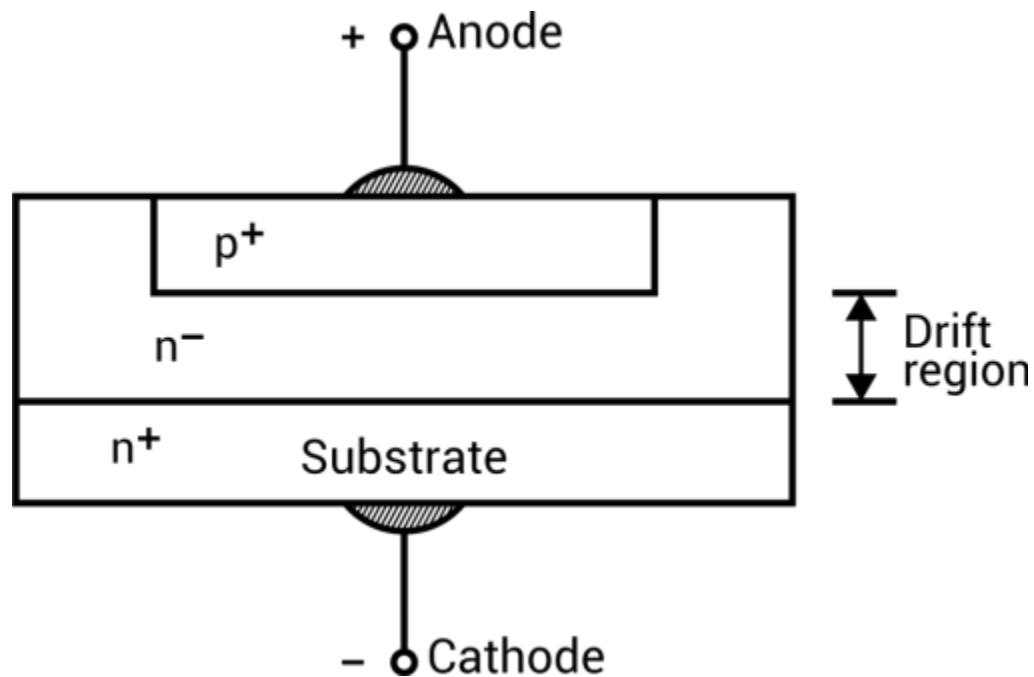 + Anode
p+
n−
Drift
region
n+
Substrate
− Cathode